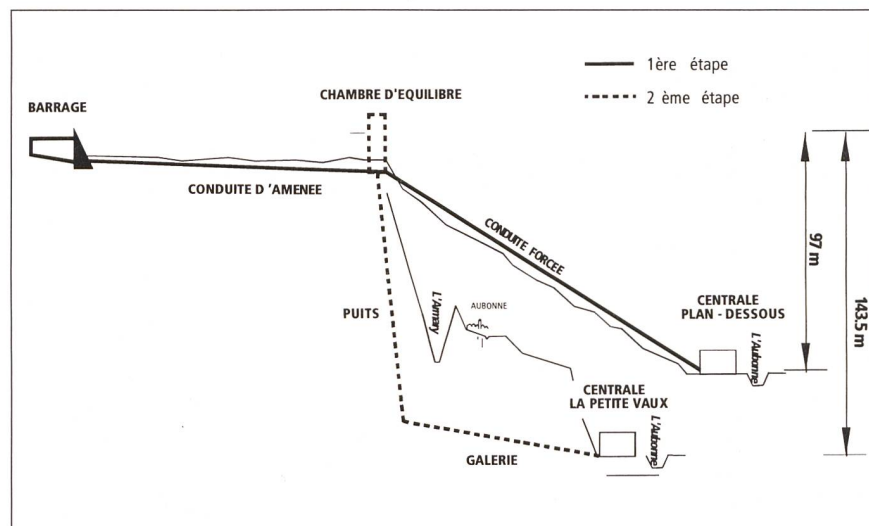 1ère étape
2 ème étape
CHAMBRE D'EQUILIBRE
BARRAGE
CONDUITE D 'AMENEE
CONDUITE FORCEE
97 m
143.5 m
PUITS
L'Armary
AUBONNE
CENTRALE
PLAN - DESSOUS
L'Aubonne
CENTRALE
LA PETITE VAUX
L'Aubonne
GALERIE